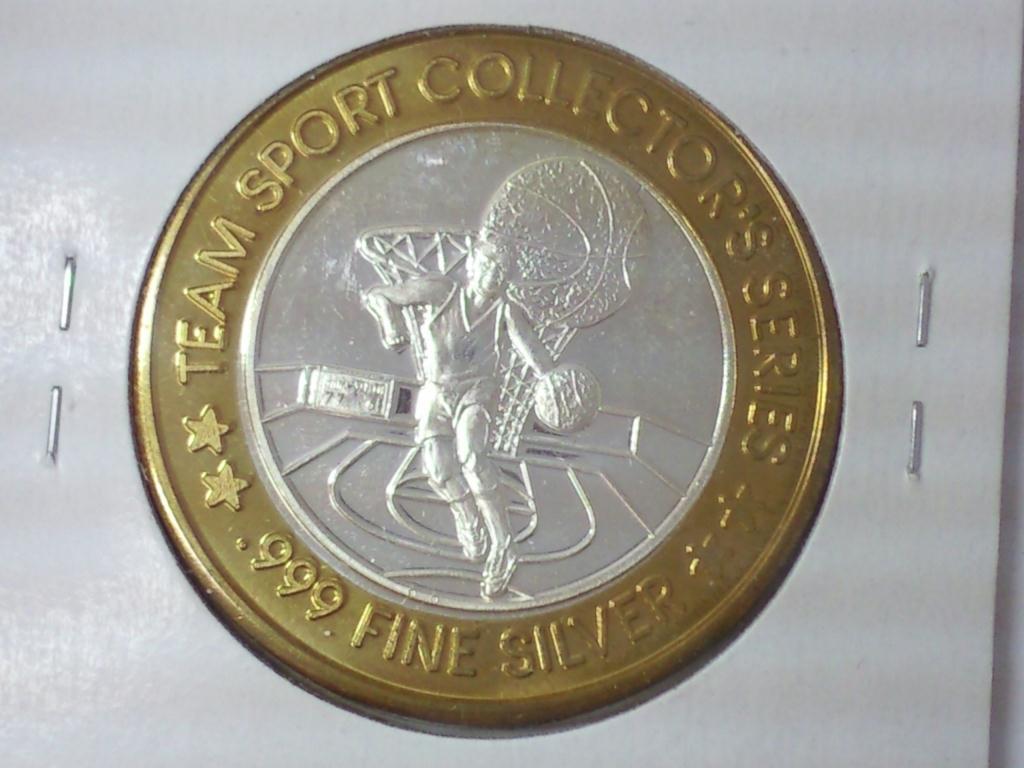 TEAM SPORT COLLECTOR'S SERIES
.999 FINE SILVER